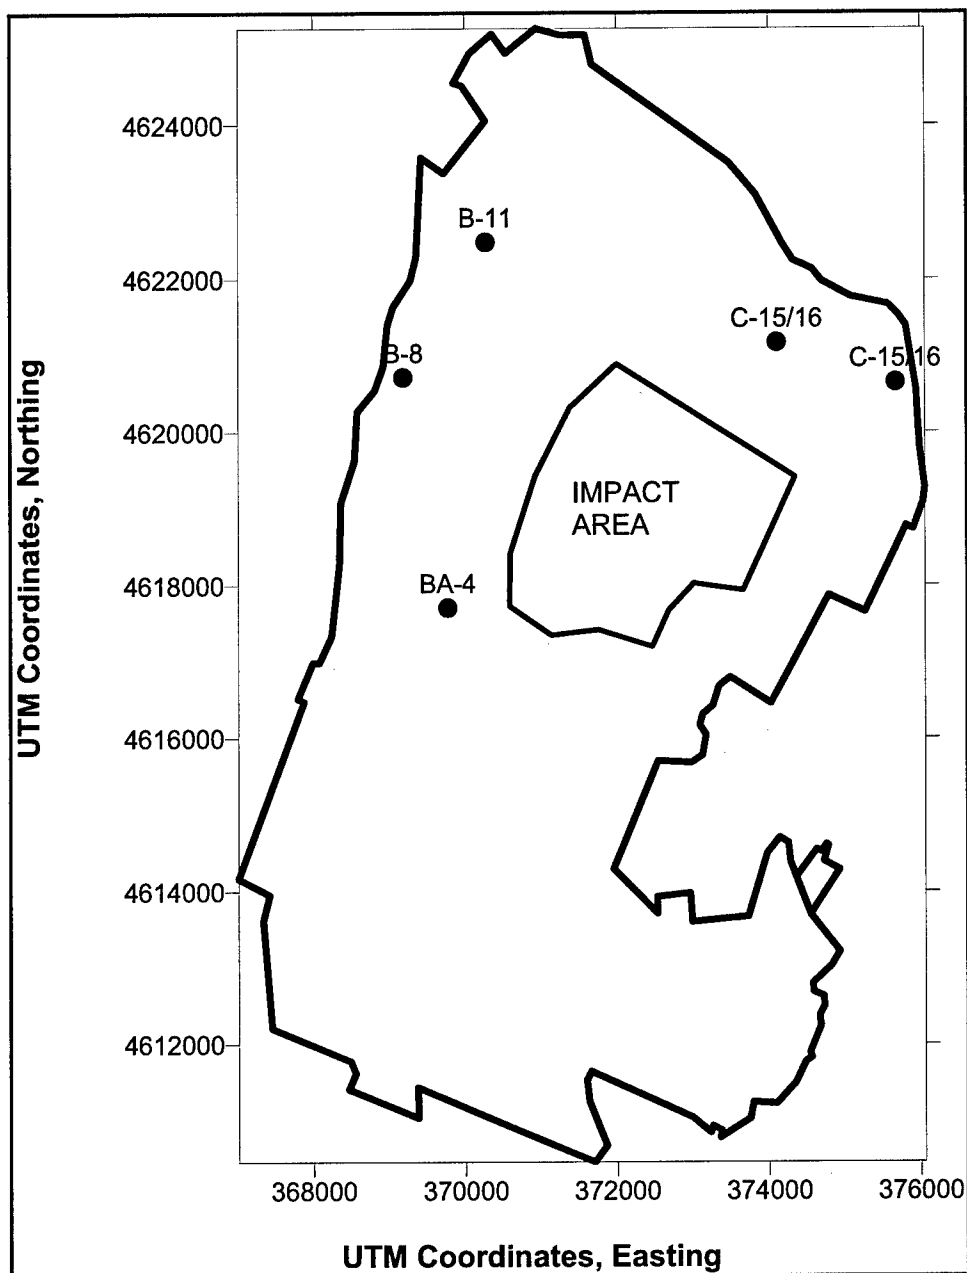 4624000
B-11
4622000
C-15/16
B-8
C-15/16
4620000
IMPACT
AREA
4618000
BA-4
4616000
4614000
4612000
368000 370000 372000 374000 376000
UTM Coordinates, Northing
UTM Coordinates, Easting